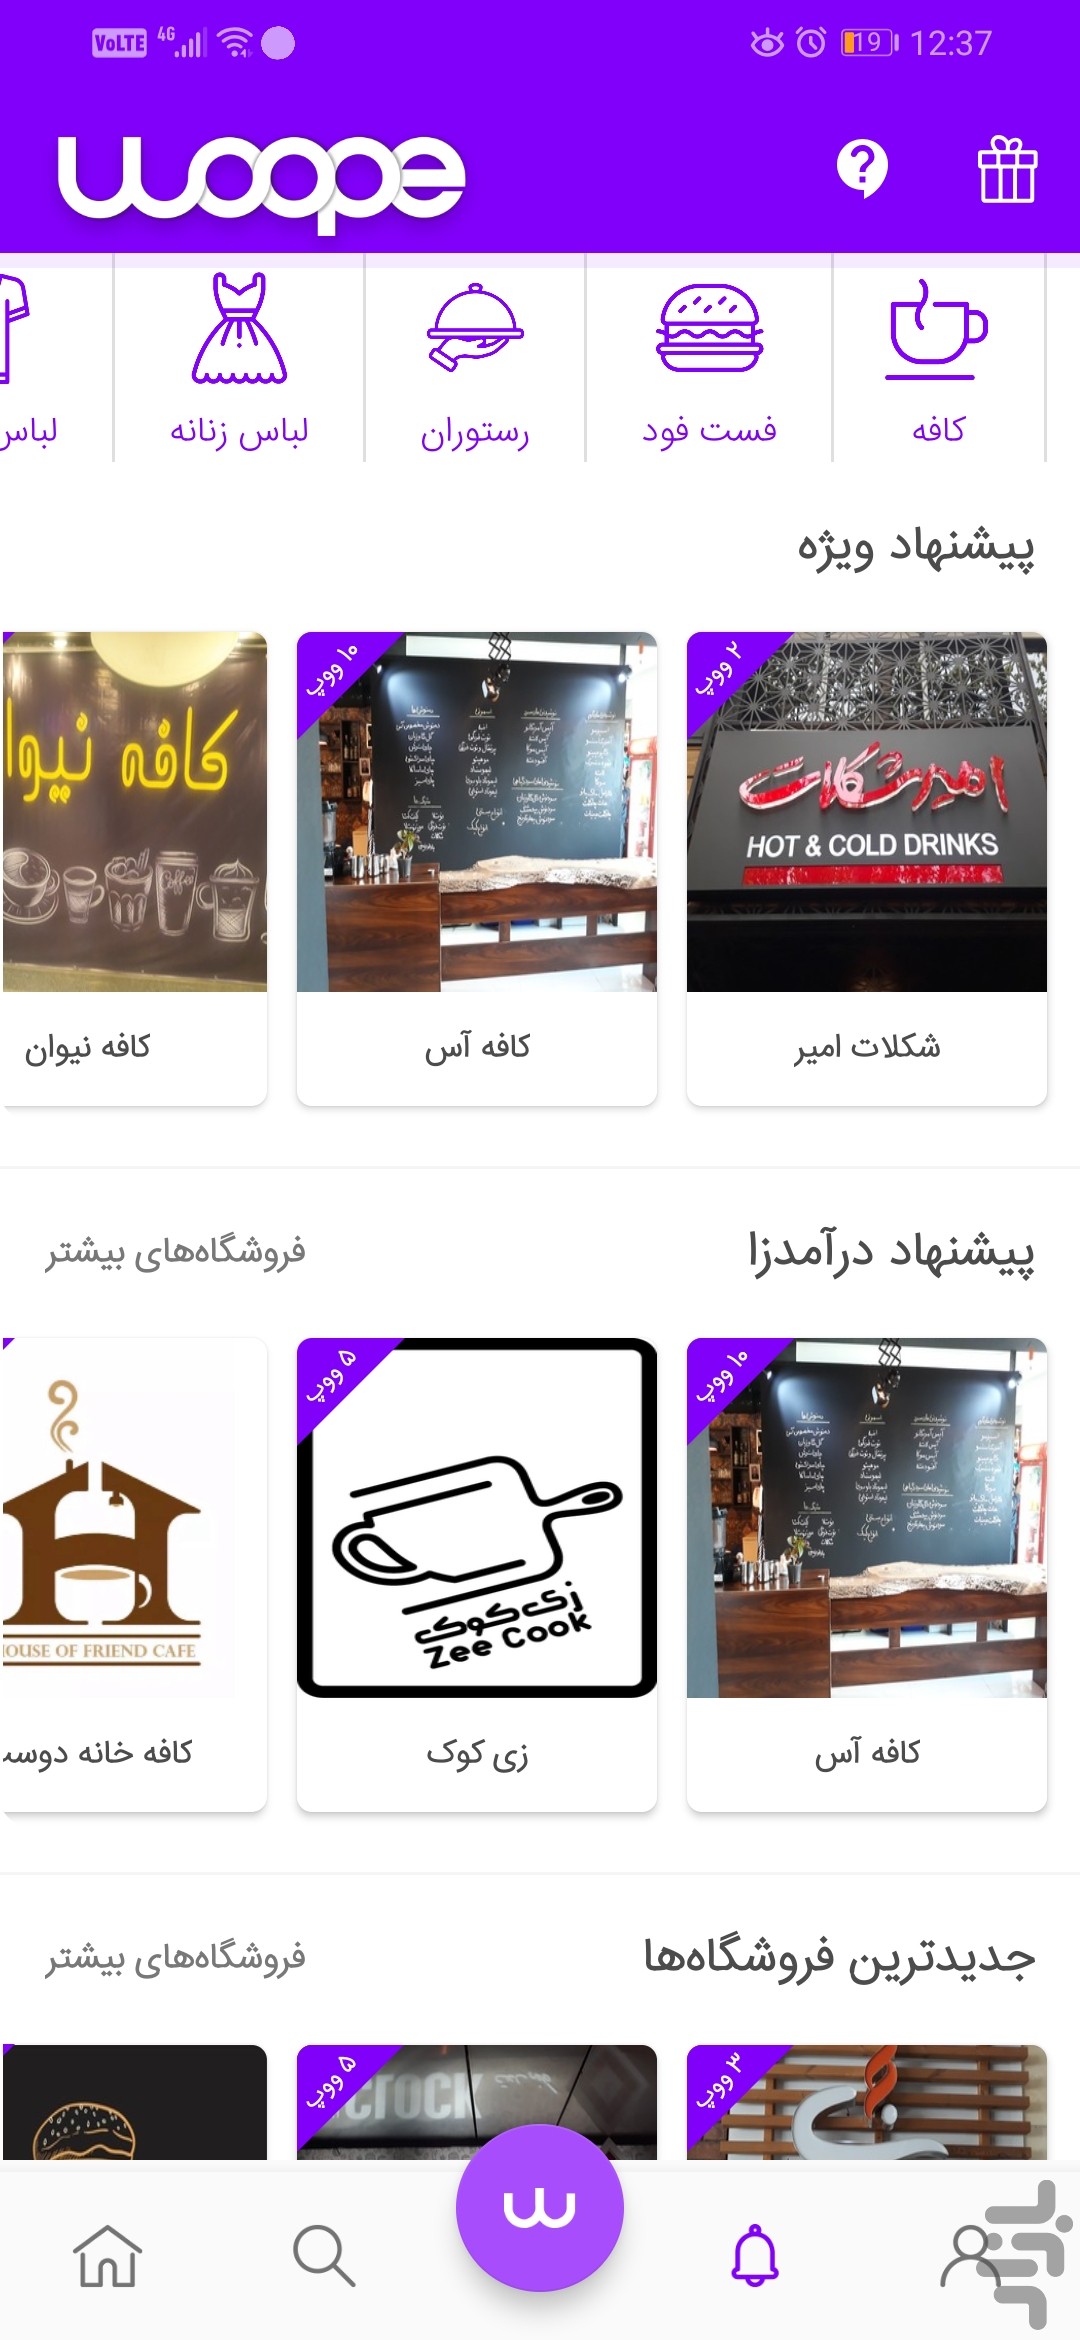 VoLTE 4G 19 12:37
woope
کافه
فست فود
رستوران
لباس زنانه
لباس
پیشنهاد ویژه
۲ ووپ
امیرشکلات
HOT & COLD DRINKS
۱۰ ووپ
کافه نیوا
Coffee
شکلات امیر
کافه آس
کافه نیوان
پیشنهاد درآمدزا
فروشگاه‌های بیشتر
۱۰ ووپ
۵ ووپ
زی کوک
Zee Cook
OUSE OF FRIEND CAFE
کافه آس
زی کوک
کافه خانه دوست
جدیدترین فروشگاه‌ها
فروشگاه‌های بیشتر
۳ ووپ
۵ ووپ
CROCK
w